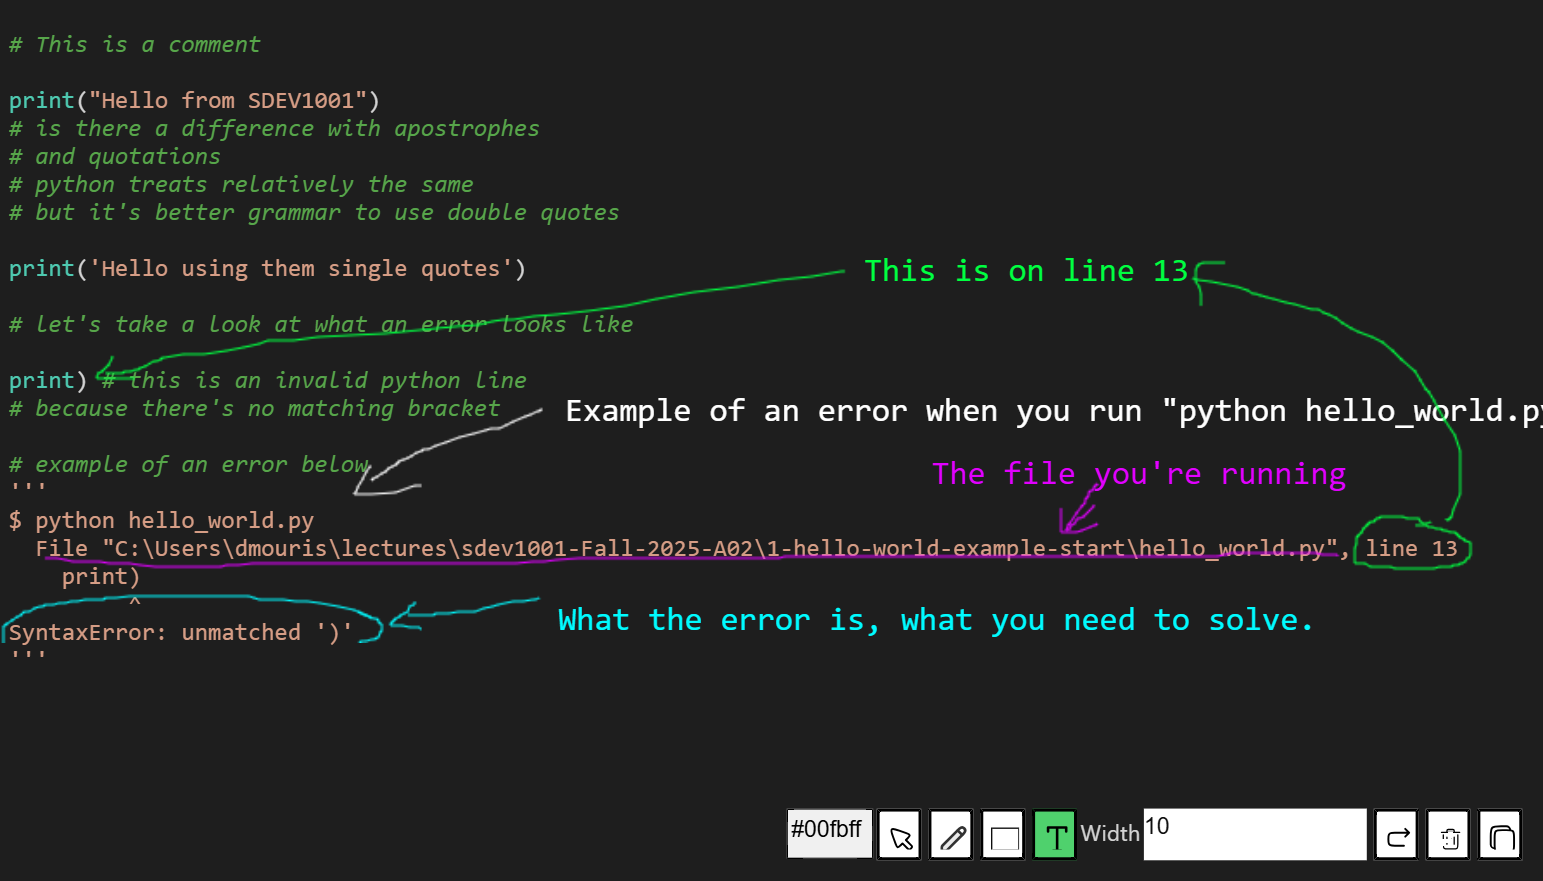 # This is a comment
print("Hello from SDEV1001")
# is there a difference with apostrophes
# and quotations
# python treats relatively the same
# but it's better grammar to use double quotes
print('Hello using them single quotes')
This is on line 13
# let's take a look at what an error looks like
print) # this is an invalid python line
# because there's no matching bracket
Example of an error when you run "python hello_world.py
# example of an error below
'''
The file you're running
$ python hello_world.py
File "C:\Users\dmouris\lectures\sdev1001-Fall-2025-A02\1-hello-world-example-start\hello_world.py", line 13
print)
^
What the error is, what you need to solve.
SyntaxError: unmatched ')'
'''
#00fbff
T
Width
10